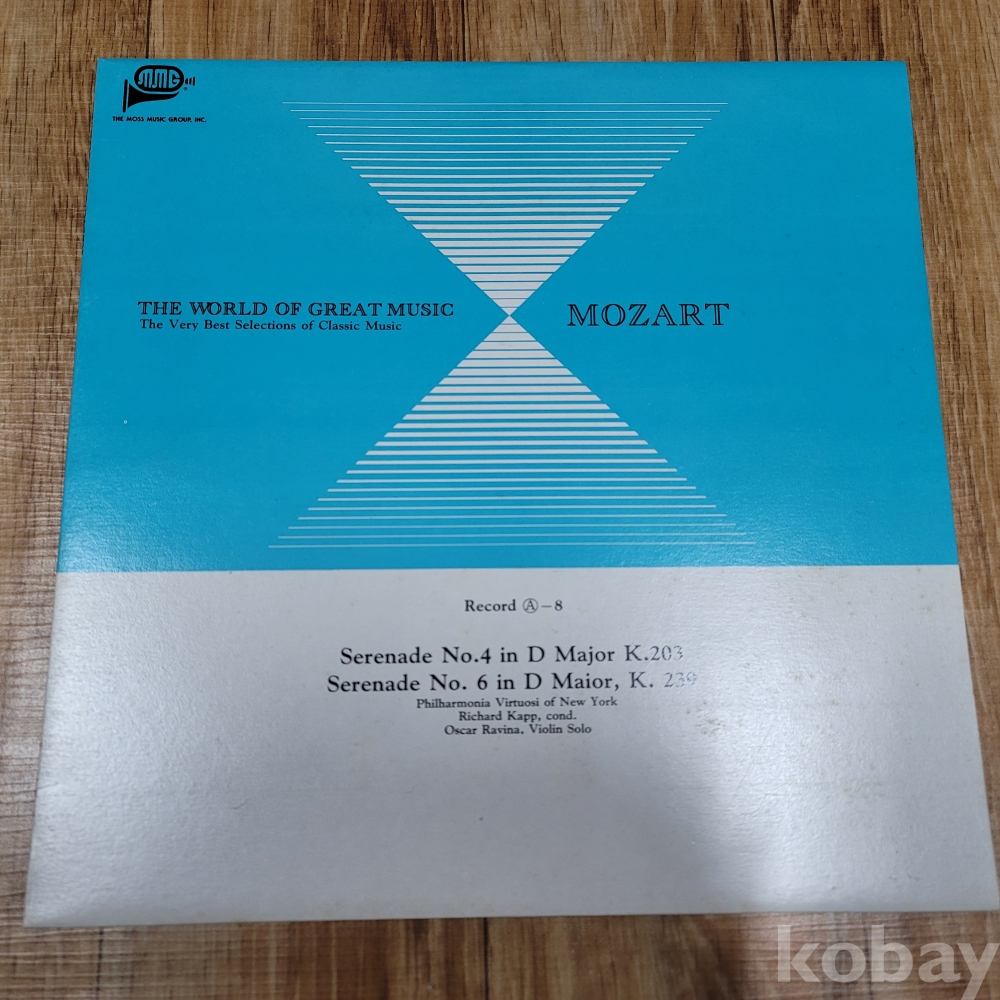 MMG
THE MOSS MUSIC GROUP, INC.
THE WORLD OF GREAT MUSIC
The Very Best Selections of Classic Music
MOZART
Record Ⓐ-8
Serenade No.4 in D Major K.203
Serenade No. 6 in D Maior, K. 239
Philharmonia Virtuosi of New York
Richard Kapp, cond.
Oscar Ravina, Violin Solo
kobay